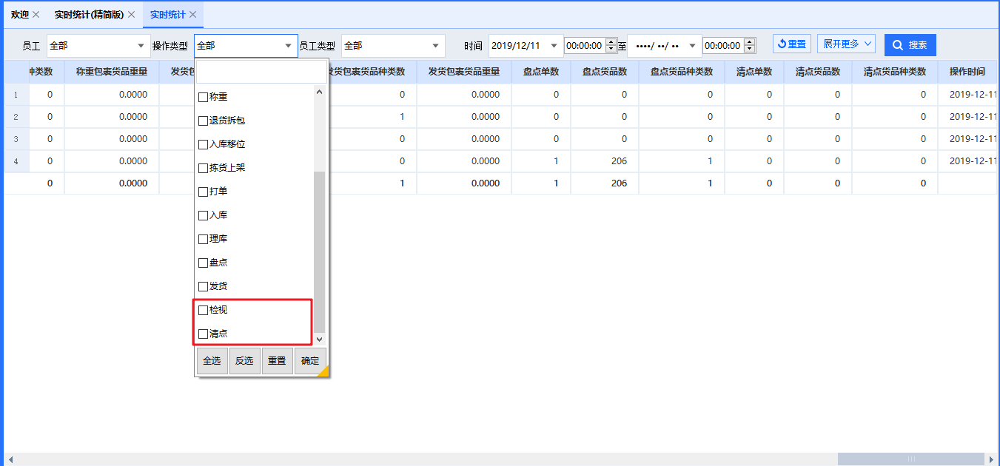 欢迎 实时统计(精简版) 实时统计
员工 全部 操作类型 全部 员工类型 全部 时间 2019/12/11 00:00:00 至 ••••/ ••/ •• 00:00:00 重置 展开更多 搜索
种类数 称重包裹货品重量 发货包 发货包裹货品种类数 发货包裹货品重量 盘点单数 盘点货品数 盘点货品种类数 清点单数 清点货品数 清点货品种类数 操作时间
1 0 0.0000 0 0.0000 0 0 0 0 0 0 2019-12-11
2 0 0.0000 1 0.0000 0 0 0 0 0 0 2019-12-11
3 0 0.0000 0 0.0000 0 0 0 0 0 0 2019-12-11
4 0 0.0000 0 0.0000 1 206 1 0 0 0 2019-12-11
0 0.0000 1 0.0000 1 206 1 0 0 0
称重
退货拆包
入库移位
拣货上架
打单
入库
理库
盘点
发货
检视
清点
全选 反选 重置 确定